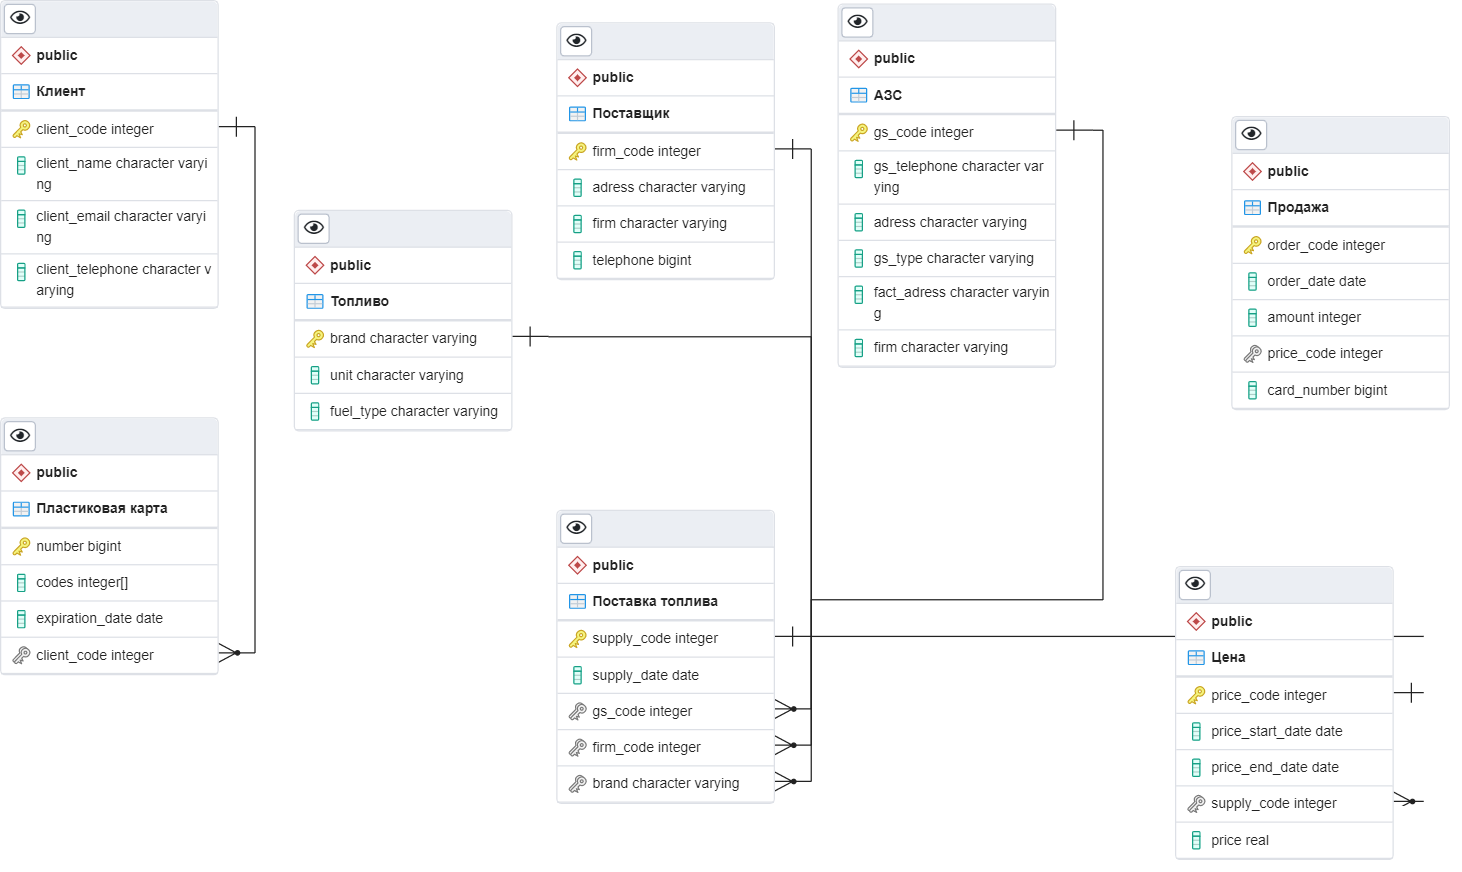 public
Клиент
client_code integer
client_name character varyi
ng
client_email character varyi
ng
client_telephone character v
arying
public
Пластиковая карта
number bigint
codes integer[]
expiration_date date
client_code integer
public
Топливо
brand character varying
unit character varying
fuel_type character varying
public
Поставщик
firm_code integer
adress character varying
firm character varying
telephone bigint
public
Поставка топлива
supply_code integer
supply_date date
gs_code integer
firm_code integer
brand character varying
public
АЗС
gs_code integer
gs_telephone character var
ying
adress character varying
gs_type character varying
fact_adress character varyin
g
firm character varying
public
Продажа
order_code integer
order_date date
amount integer
price_code integer
card_number bigint
public
Цена
price_code integer
price_start_date date
price_end_date date
supply_code integer
price real